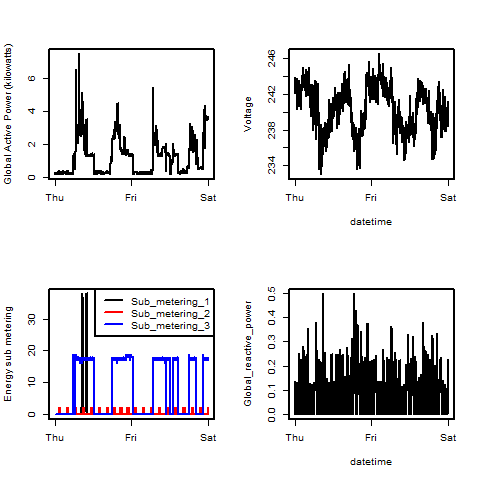 Global Active Power (kilowatts)
0 2 4 6
Thu Fri Sat
Voltage
234 238 242 246
Thu Fri Sat
datetime
Energy sub metering
0 10 20 30
Sub_metering_1
Sub_metering_2
Sub_metering_3
Thu Fri Sat
Global_reactive_power
0.0 0.1 0.2 0.3 0.4 0.5
Thu Fri Sat
datetime